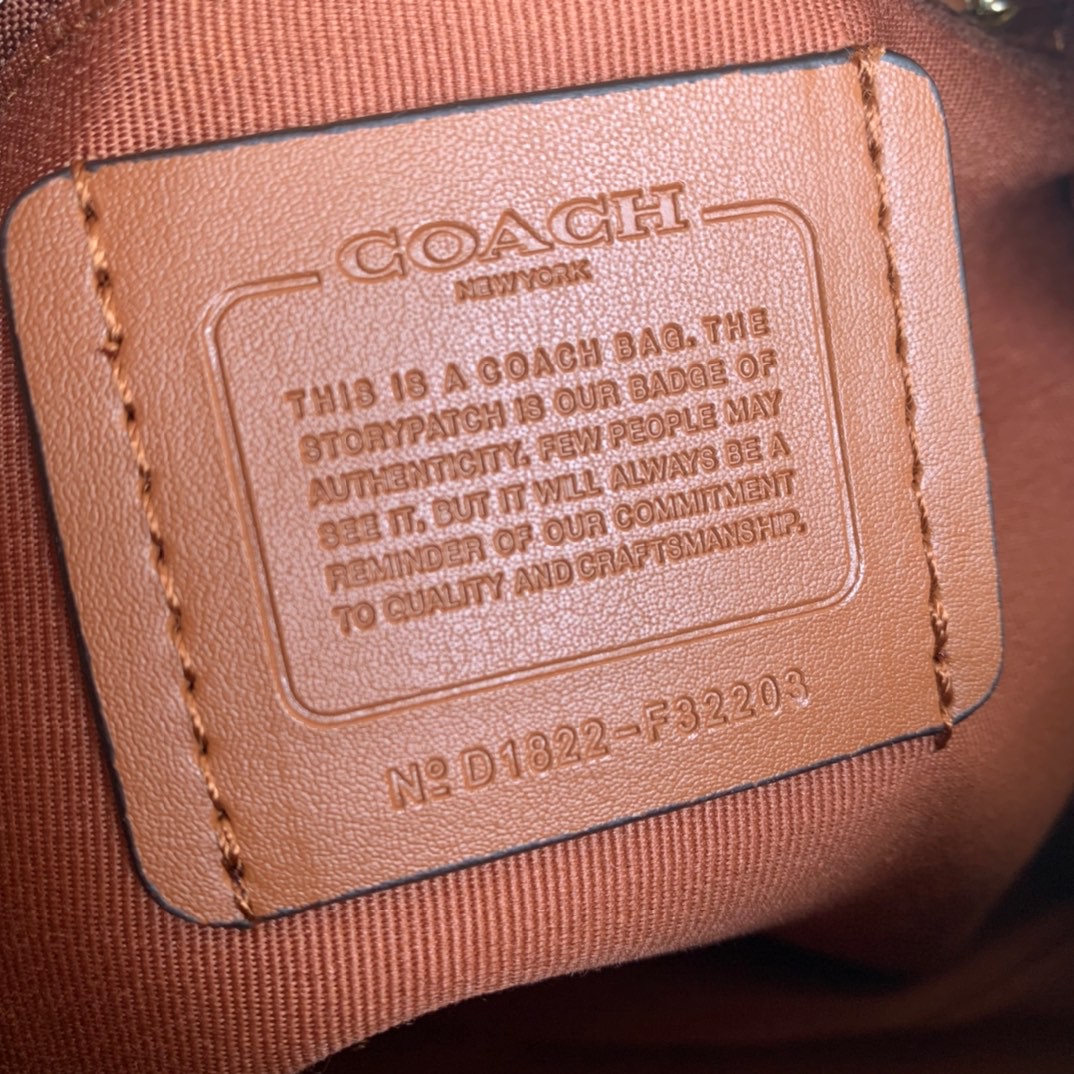 COACH
NEW YORK
THIS IS A COACH BAG. THE
STORYPATCH IS OUR BADGE OF
AUTHENTICITY. FEW PEOPLE MAY
SEE IT, BUT IT WILL ALWAYS BE A
REMINDER OF OUR COMMITMENT
TO QUALITY AND CRAFTSMANSHIP.
Nº D1822-F32203